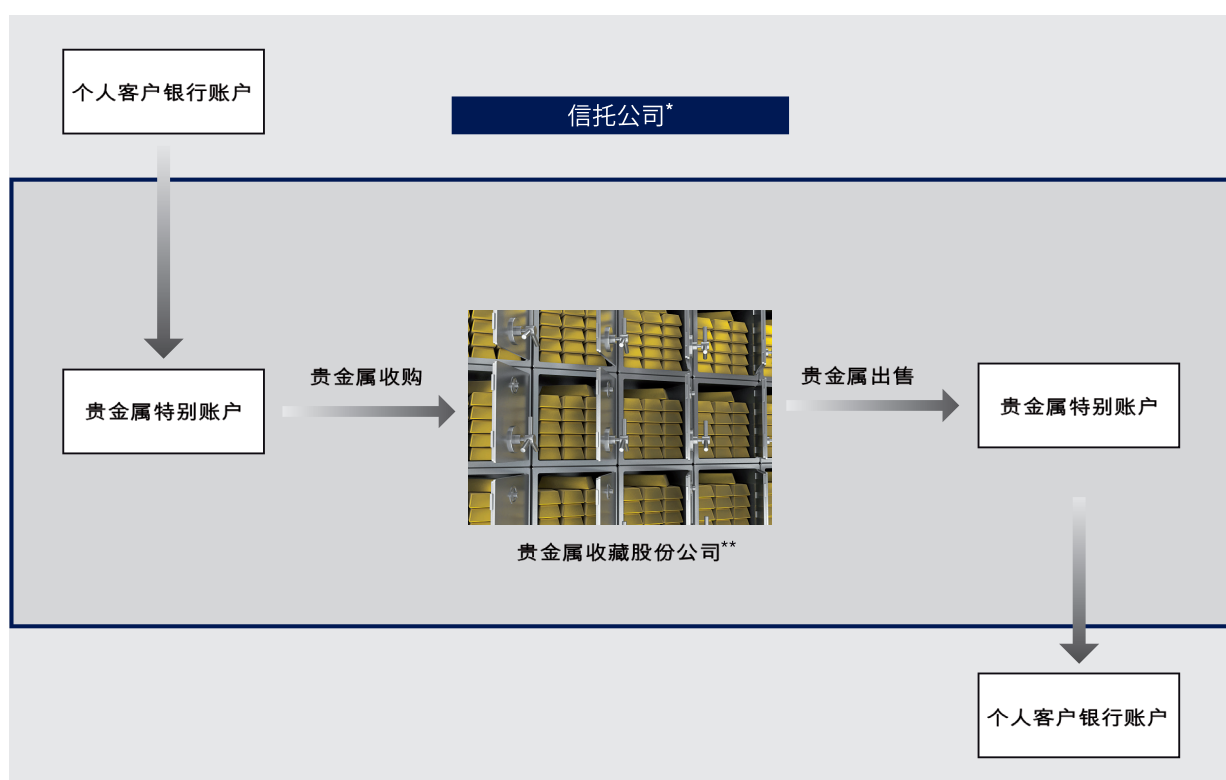 个人客户银行账户
信托公司*
贵金属收购
贵金属出售
贵金属特别账户
贵金属特别账户
贵金属收藏股份公司**
个人客户银行账户